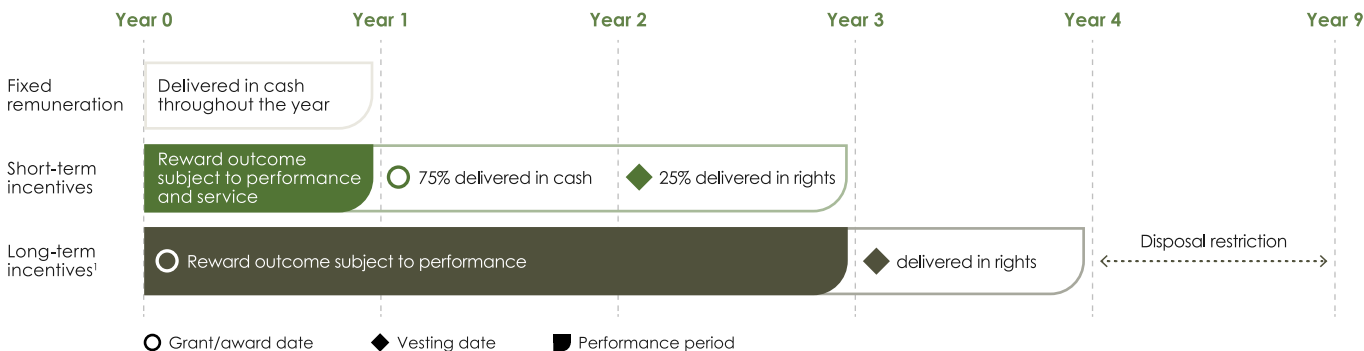 Year 0
Year 1
Year 2
Year 3
Year 4
Year 9
Fixed
remuneration
Delivered in cash
throughout the year
Short-term
incentives
Reward outcome
subject to performance
and service
75% delivered in cash
25% delivered in rights
Long-term
incentives¹
Reward outcome subject to performance
delivered in rights
Disposal restriction
Grant/award date
Vesting date
Performance period